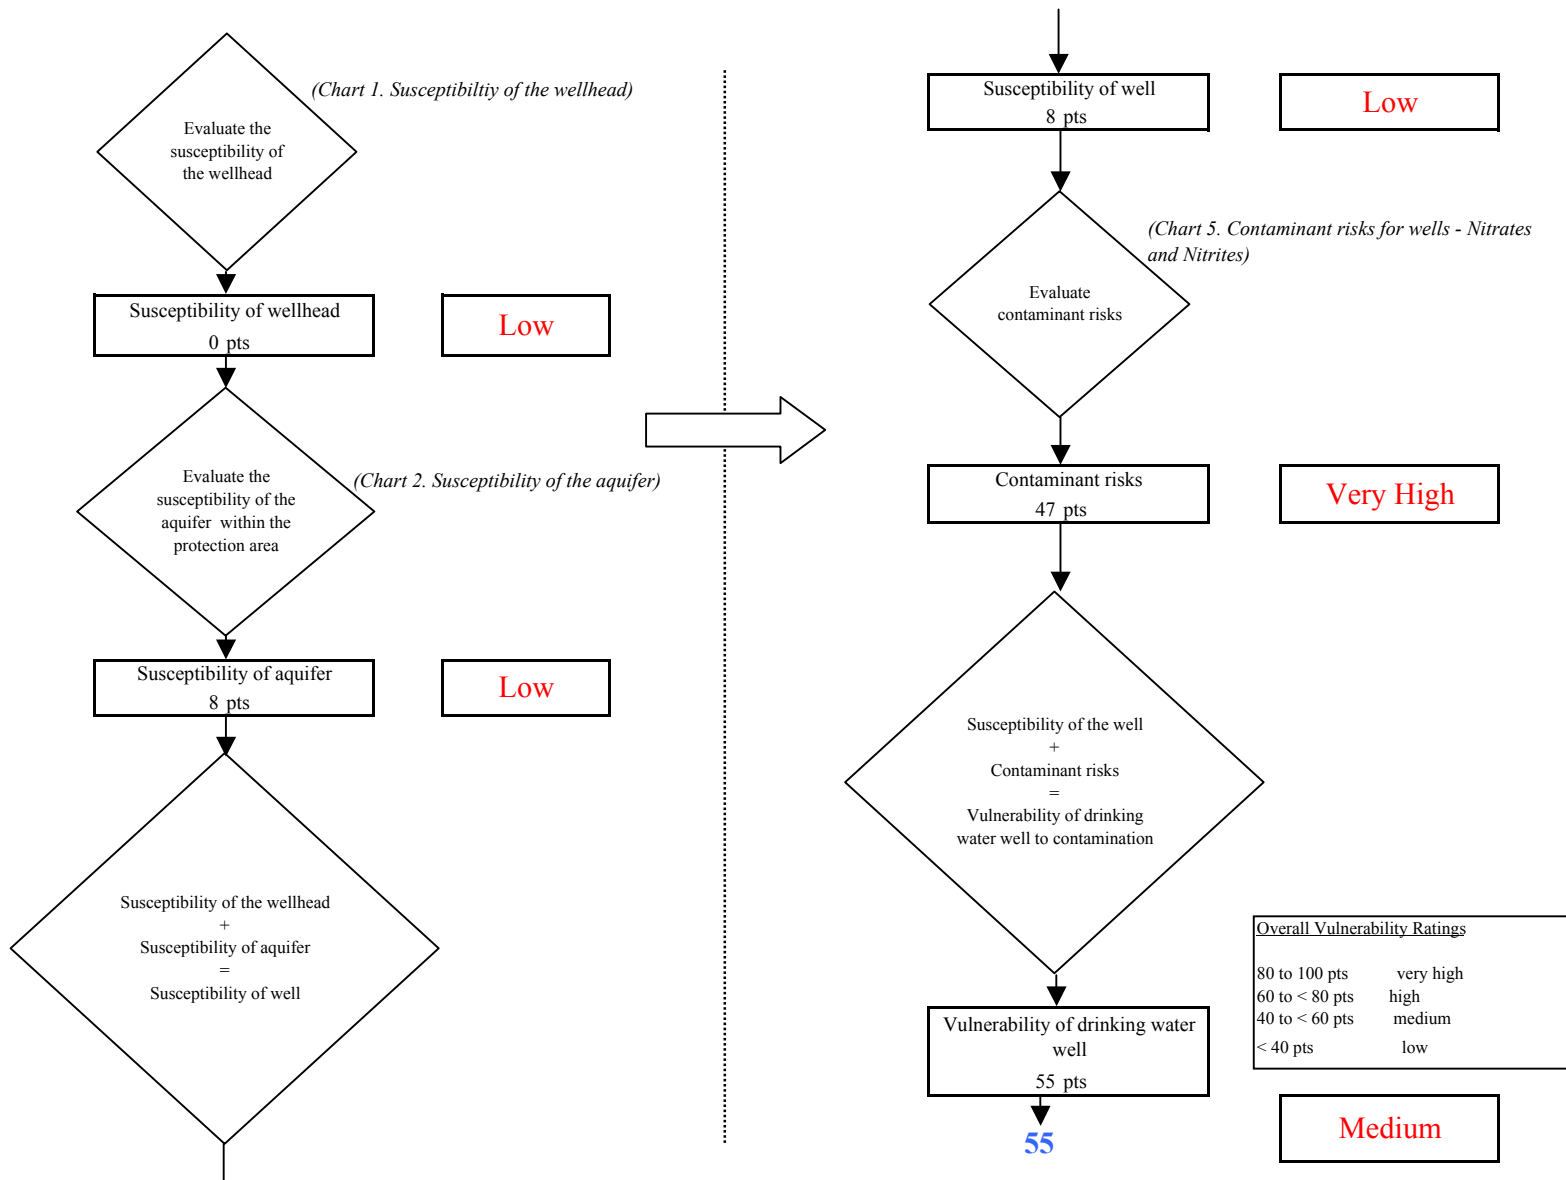 (Chart 1. Susceptibiltiy of the wellhead)
Evaluate the
susceptibility of
the wellhead
Susceptibility of wellhead
0 pts
Low
(Chart 2. Susceptibility of the aquifer)
Evaluate the
susceptibility of the
aquifer within the
protection area
Susceptibility of aquifer
8 pts
Low
Susceptibility of the wellhead
+
Susceptibility of aquifer
=
Susceptibility of well
Susceptibility of well
8 pts
Low
(Chart 5. Contaminant risks for wells - Nitrates
and Nitrites)
Evaluate
contaminant risks
Contaminant risks
47 pts
Very High
Susceptibility of the well
+
Contaminant risks
=
Vulnerability of drinking
water well to contamination
Overall Vulnerability Ratings
80 to 100 pts very high
60 to < 80 pts high
40 to < 60 pts medium
< 40 pts low
Vulnerability of drinking water
well
55 pts
55
Medium